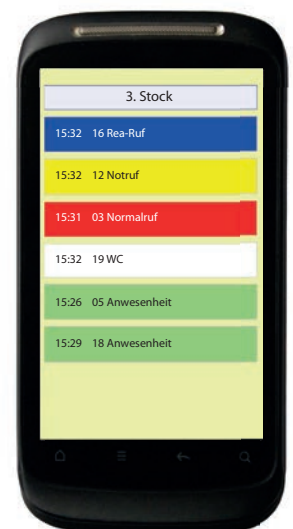 3. Stock
15:32 16 Rea-Ruf
15:32 12 Notruf
15:31 03 Normalruf
15:32 19 WC
15:26 05 Anwesenheit
15:29 18 Anwesenheit